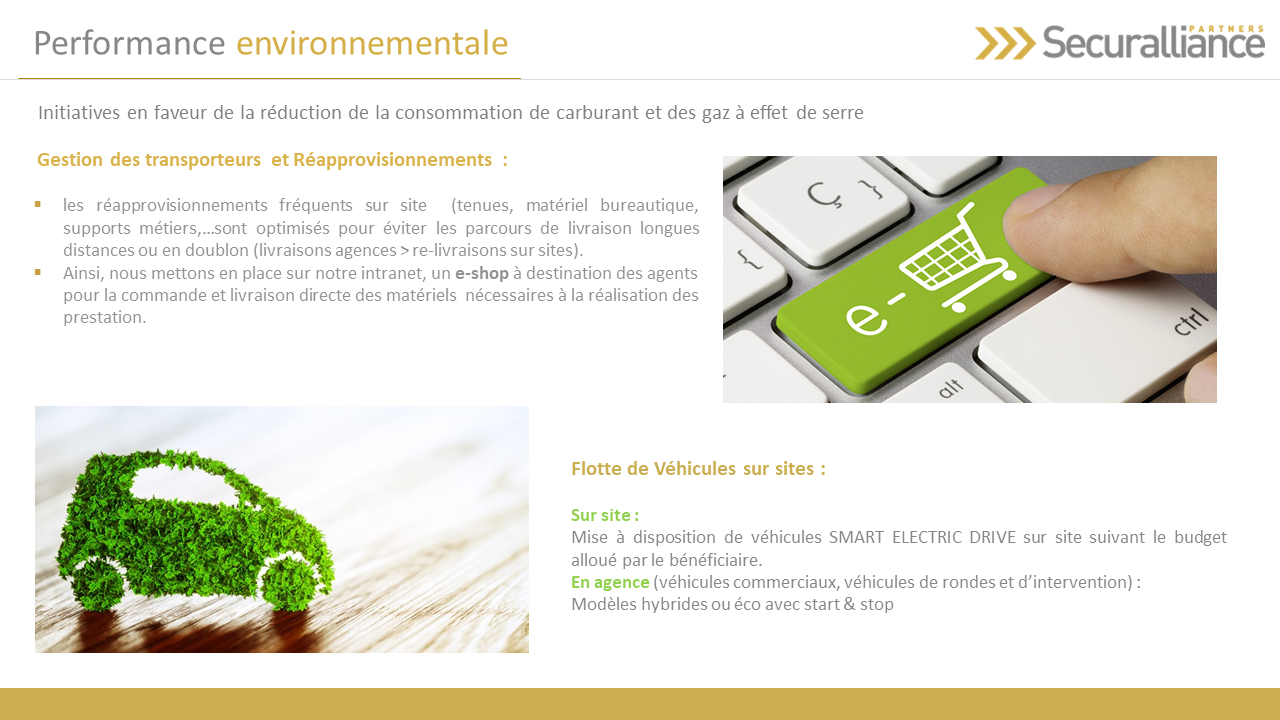 Performance environnementale
PARTNERS
Securalliance
Initiatives en faveur de la réduction de la consommation de carburant et des gaz à effet de serre
Gestion des transporteurs et Réapprovisionnements :
les réapprovisionnements fréquents sur site (tenues, matériel bureautique,
supports métiers,…sont optimisés pour éviter les parcours de livraison longues
distances ou en doublon (livraisons agences > re-livraisons sur sites).
Ainsi, nous mettons en place sur notre intranet, un e-shop à destination des agents
pour la commande et livraison directe des matériels nécessaires à la réalisation des
prestation.
Ç }
{
e-
ctrl
alt
Flotte de Véhicules sur sites :
Sur site :
Mise à disposition de véhicules SMART ELECTRIC DRIVE sur site suivant le budget
alloué par le bénéficiaire.
En agence (véhicules commerciaux, véhicules de rondes et d’intervention) :
Modèles hybrides ou éco avec start & stop